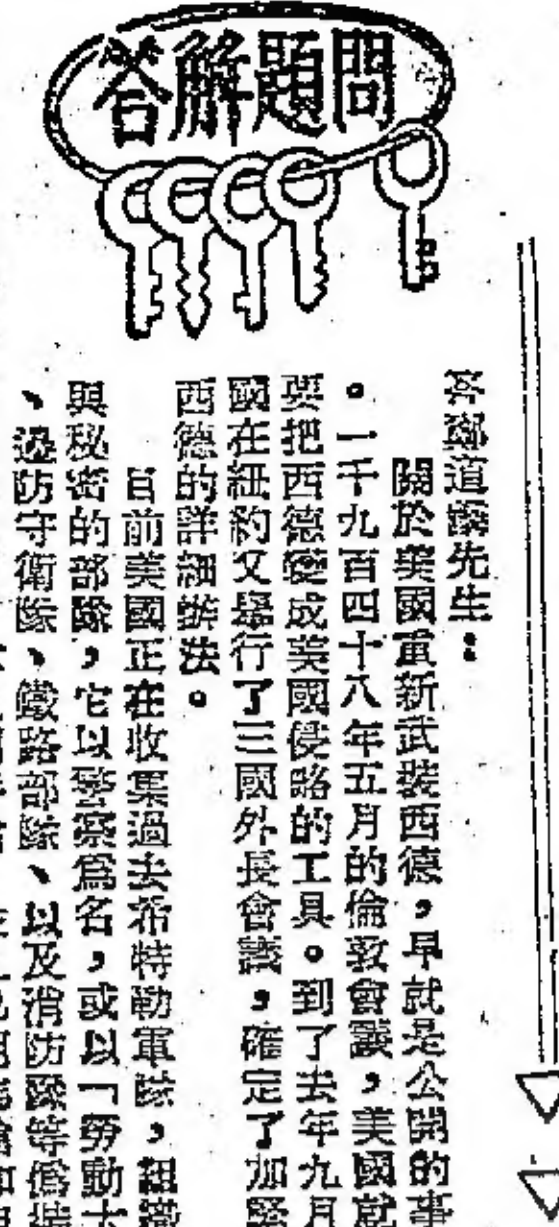 問題解答
答鄭道鏻先生：
關於美國重新武裝西德，早就是公開的事
。一千九百四十八年五月的倫敦會議，美國就
要把西德變成美國侵略的工具。到了去年九月
國在紐約又舉行了三國外長會議，確定了加緊
西德的詳細辦法。
目前美國正在收集過去希特勒軍隊，組織
與秘密的部隊，它以警察爲名，或以「勞動大
、邊防守衛隊、鐵路部隊、以及消防隊等僞裝